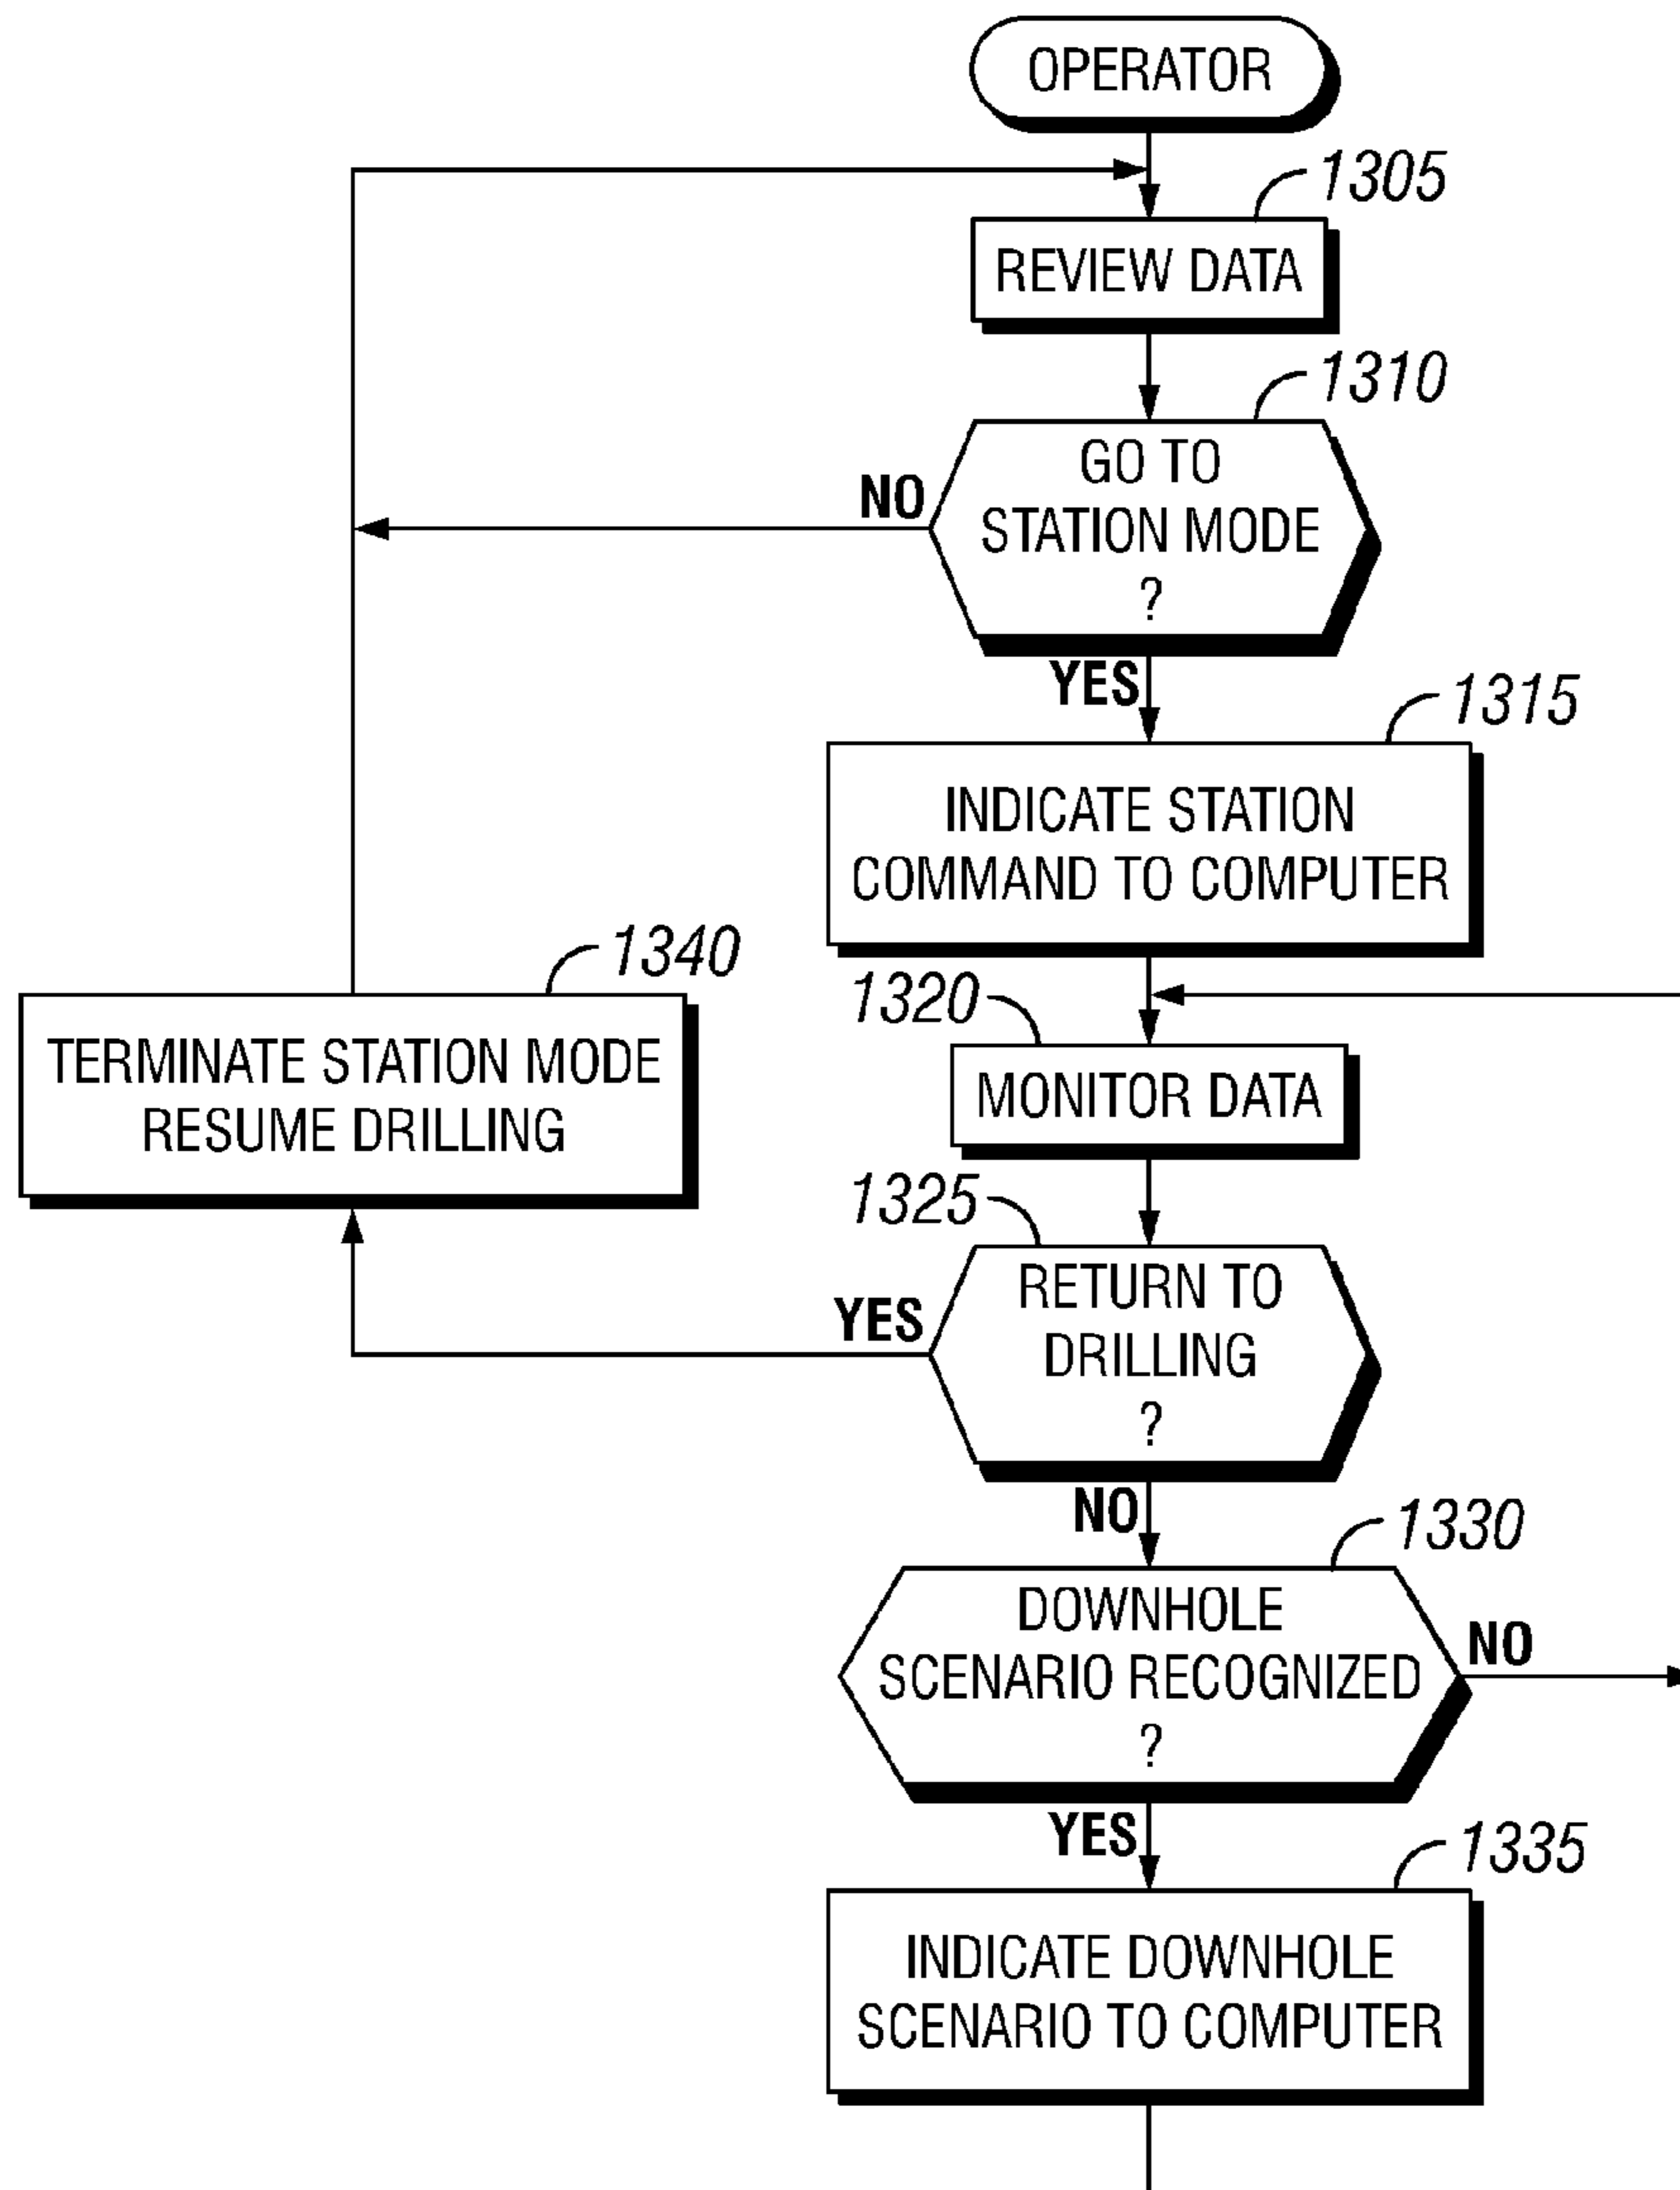 OPERATOR
1305
REVIEW DATA
1310
GO TO
STATION MODE
?
NO
YES
1315
INDICATE STATION
COMMAND TO COMPUTER
1340
TERMINATE STATION MODE
RESUME DRILLING
1320
MONITOR DATA
1325
RETURN TO
DRILLING
?
YES
NO
1330
DOWNHOLE
SCENARIO RECOGNIZED
?
NO
YES
1335
INDICATE DOWNHOLE
SCENARIO TO COMPUTER